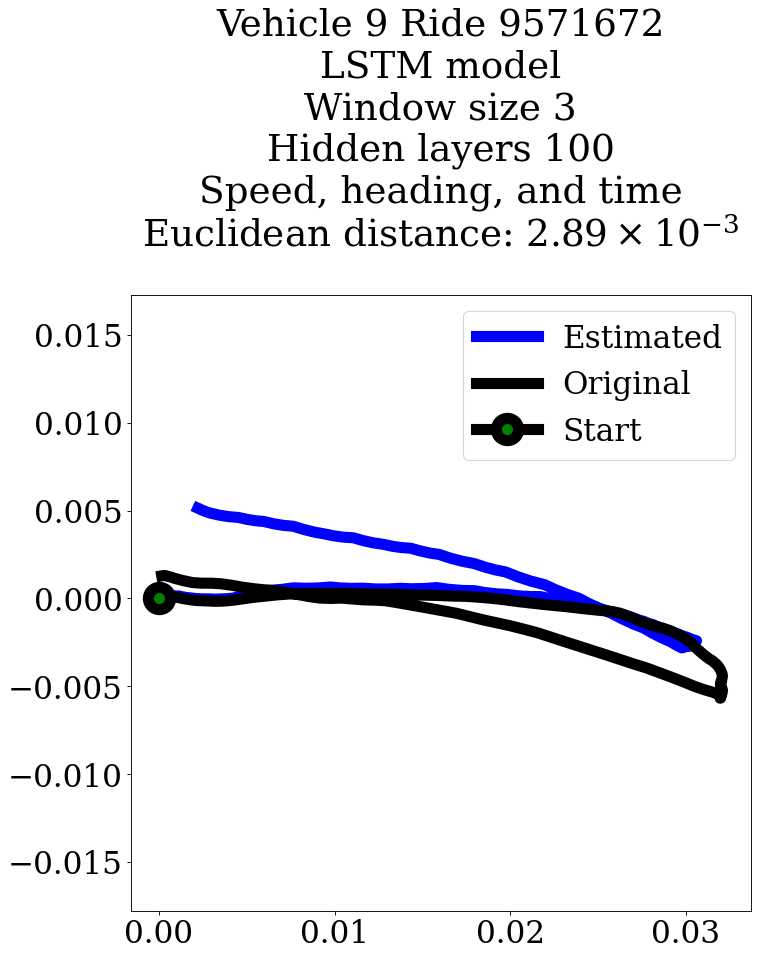 Vehicle 9 Ride 9571672
LSTM model
Window size 3
Hidden layers 100
Speed, heading, and time
Euclidean distance: 2.89 × 10⁻³
Estimated
Original
Start
0.015
0.010
0.005
0.000
−0.005
−0.010
−0.015
0.00 0.01 0.02 0.03